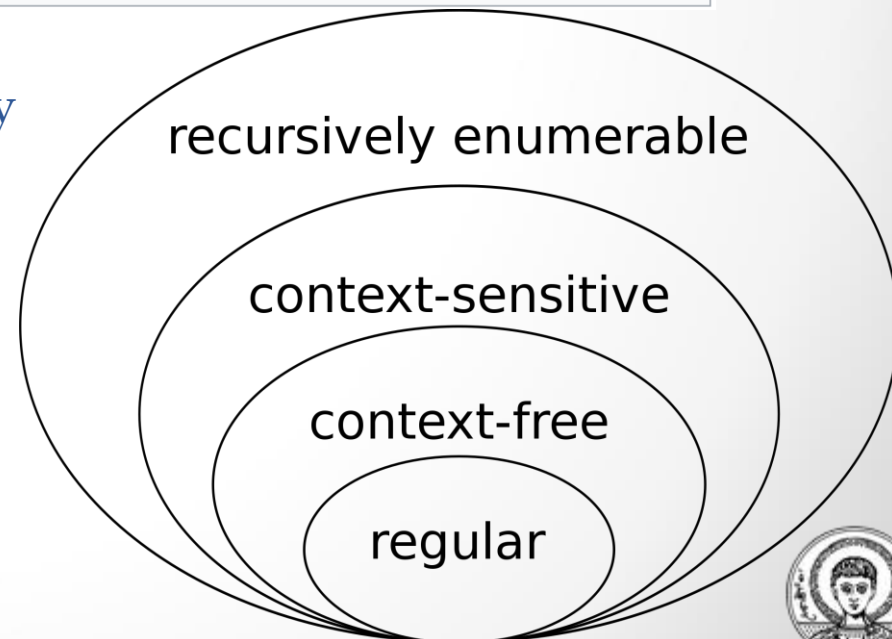 y
recursively enumerable
context-sensitive
context-free
regular